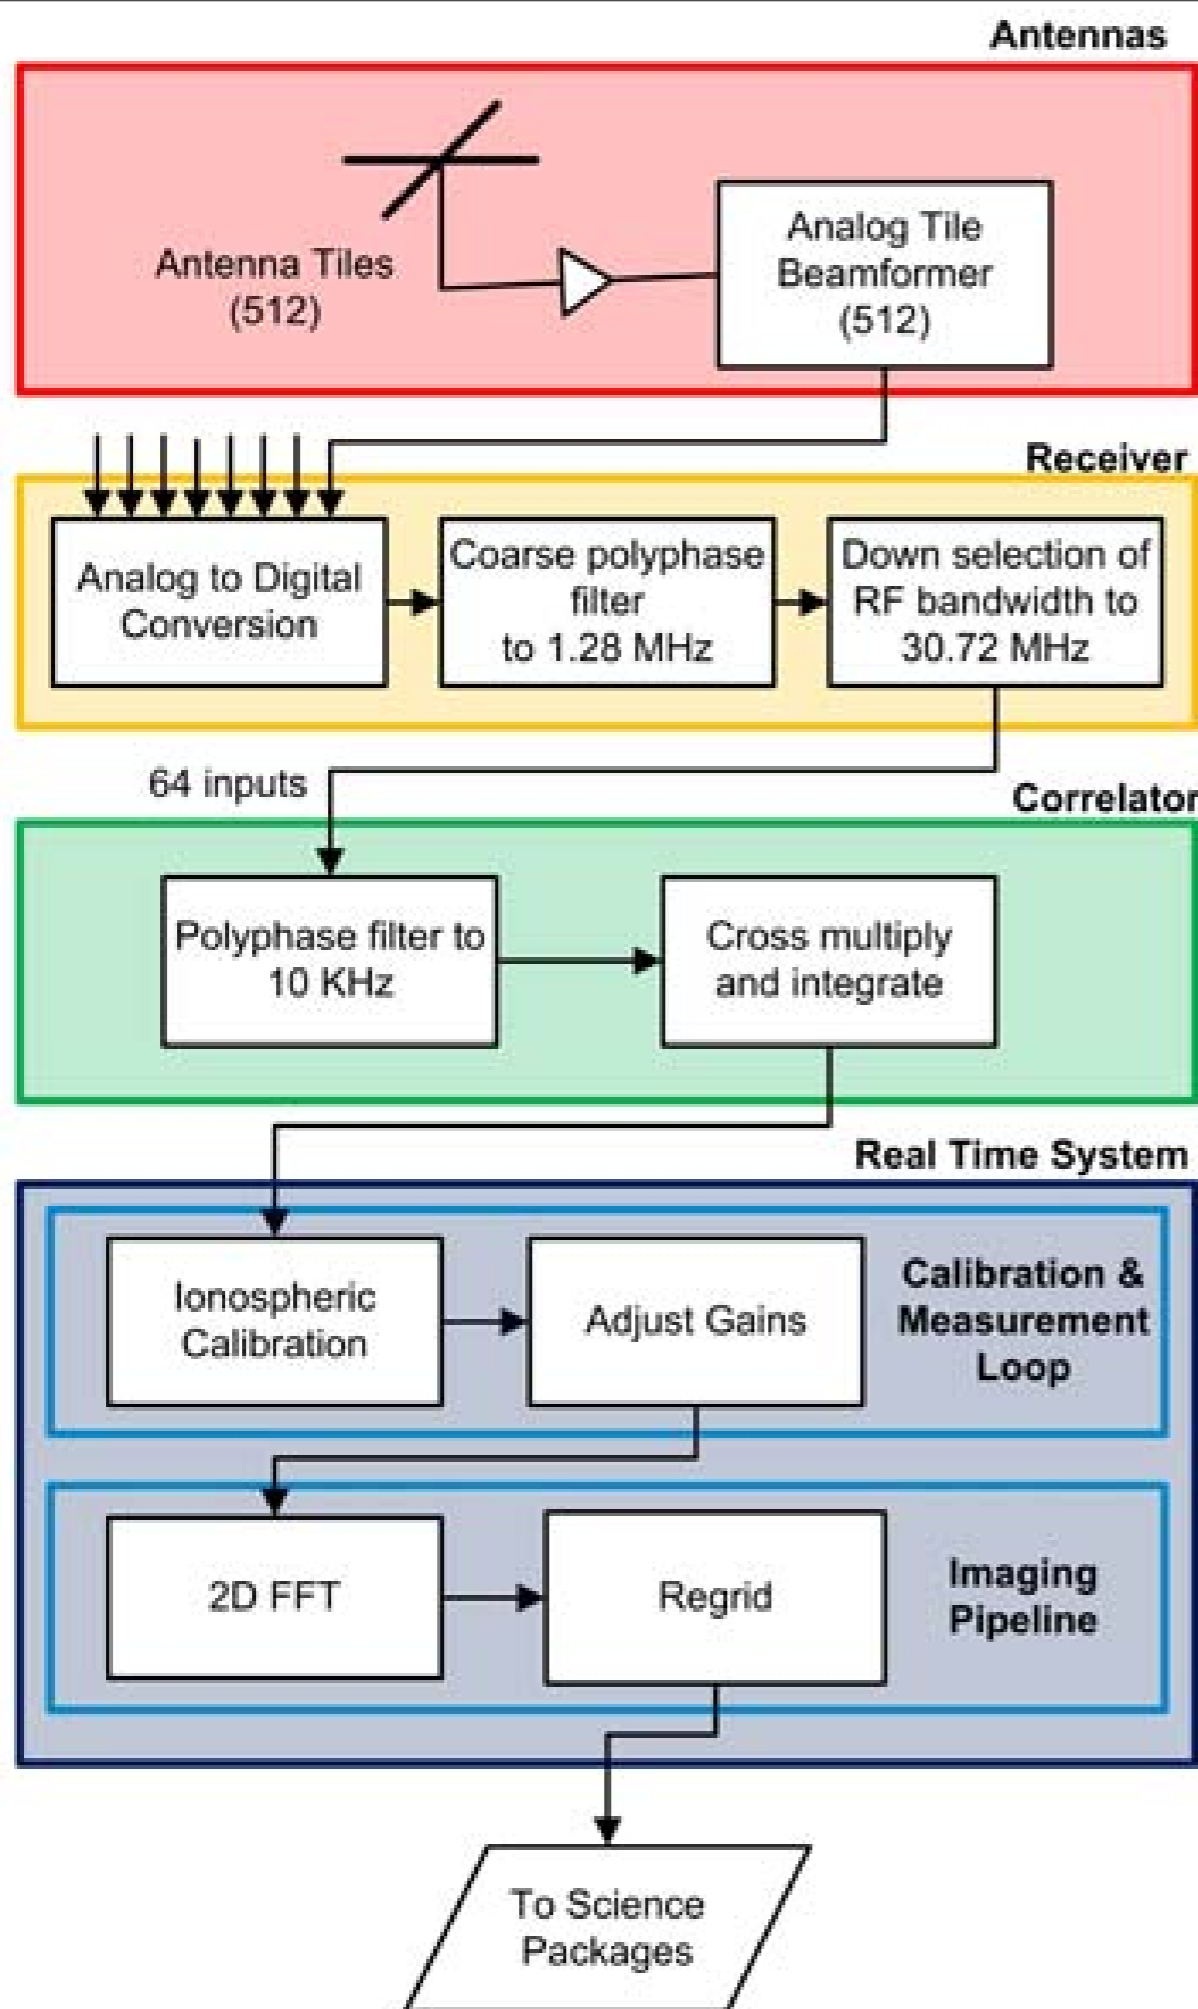 Antennas
Antenna Tiles
(512)
Analog Tile
Beamformer
(512)
Receiver
Analog to Digital
Conversion
Coarse polyphase
filter
to 1.28 MHz
Down selection of
RF bandwidth to
30.72 MHz
64 inputs
Correlator
Polyphase filter to
10 KHz
Cross multiply
and integrate
Real Time System
Ionospheric
Calibration
Adjust Gains
Calibration &
Measurement
Loop
2D FFT
Regrid
Imaging
Pipeline
To Science
Packages